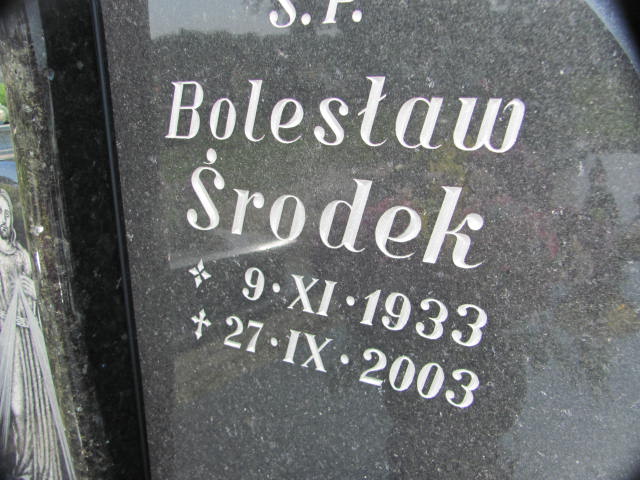 Ś.P.
Bolesław
Środek
9·XI·1933
27·IX·2003